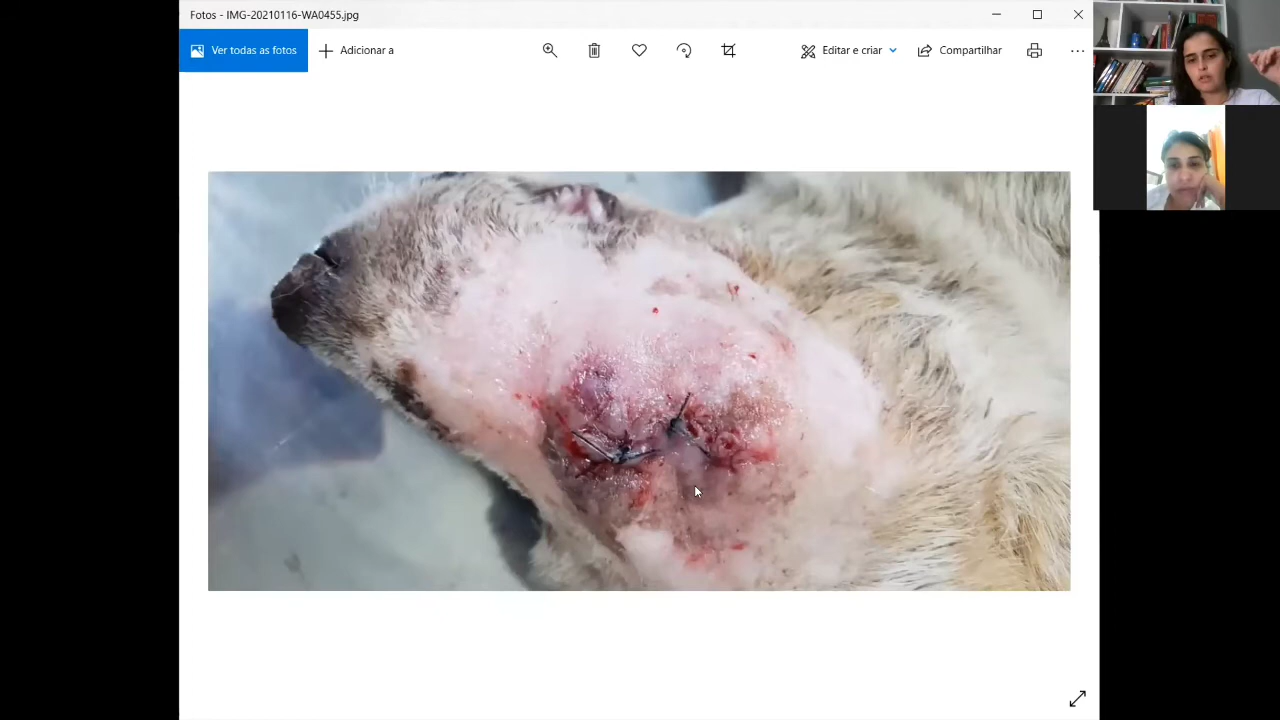 Fotos - IMG-20210116-WA0455.jpg
Ver todas as fotos
Adicionar a
Editar e criar
Compartilhar